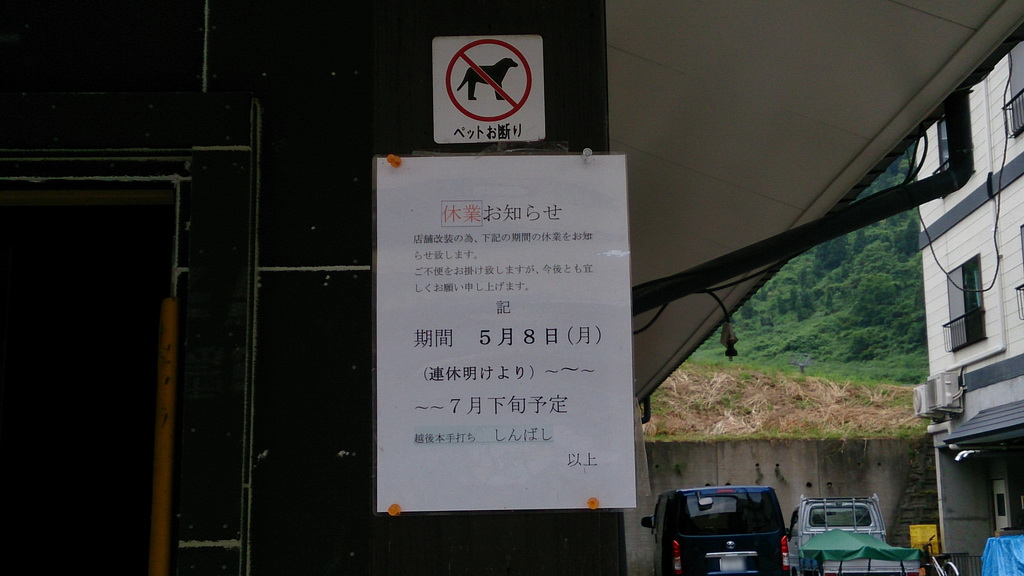 ペットお断り
休業お知らせ
店舗改装の為、下記の期間の休業をお知
らせ致します。
ご不便をお掛け致しますが、今後とも宜
しくお願い申し上げます。
記
期間　５月８日（月）
（連休明けより）～～～
～～７月下旬予定
越後本手打ち　しんばし
以上